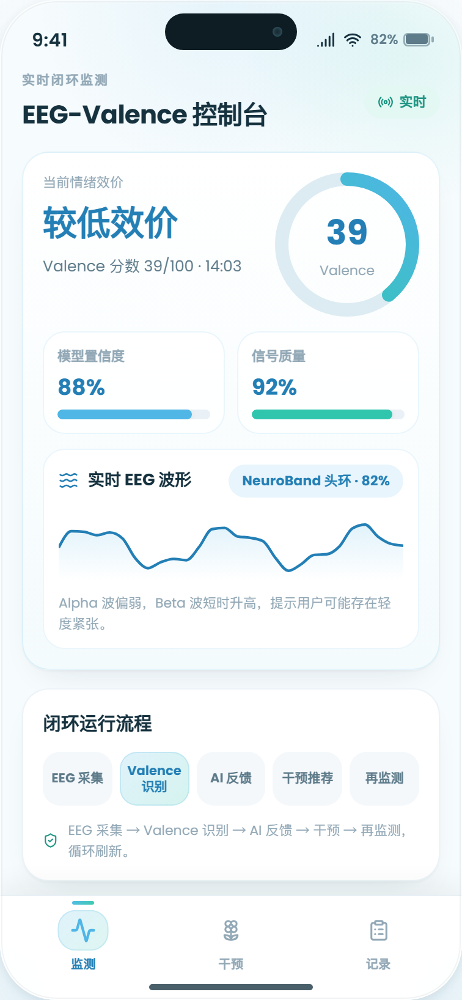 9:41
82%
实时闭环监测
EEG-Valence 控制台
实时
当前情绪效价
较低效价
Valence 分数 39/100 · 14:03
39
Valence
模型置信度
88%
信号质量
92%
实时 EEG 波形
NeuroBand 头环 · 82%
Alpha 波偏弱，Beta 波短时升高，提示用户可能存在轻
度紧张。
闭环运行流程
EEG 采集
Valence
识别
AI 反馈
干预推荐
再监测
EEG 采集 → Valence 识别 → AI 反馈 → 干预 → 再监测，
循环刷新。
监测
干预
记录